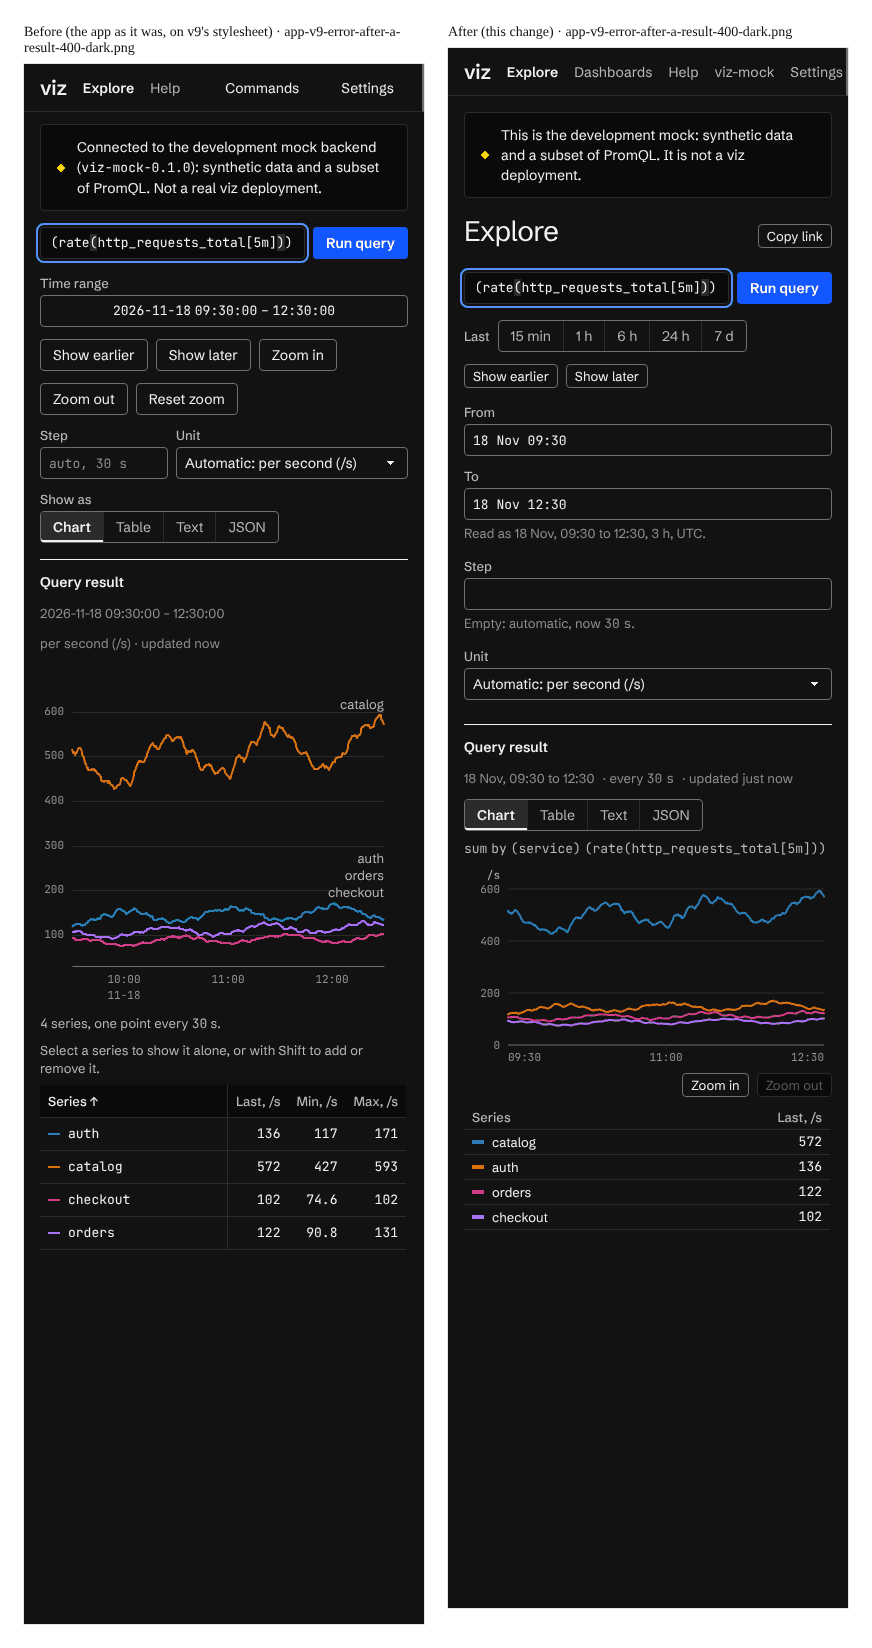 Before (the app as it was, on v9's stylesheet) · app-v9-error-after-a-
result-400-dark.png
viz Explore Help Commands Settings
Connected to the development mock backend
(viz-mock-0.1.0): synthetic data and a subset
of PromQL. Not a real viz deployment.
(rate(http_requests_total[5m])) Run query
Time range
2026-11-18 09:30:00 – 12:30:00
Show earlier Show later Zoom in
Zoom out Reset zoom
Step Unit
auto, 30 s Automatic: per second (/s)
Show as
Chart Table Text JSON
Query result
2026-11-18 09:30:00 – 12:30:00
per second (/s) · updated now
catalog
600
500
400
300
auth
orders
200
checkout
100
10:00 11:00 12:00
11-18
4 series, one point every 30 s.
Select a series to show it alone, or with Shift to add or
remove it.
Series ↑ Last, /s Min, /s Max, /s
auth 136 117 171
catalog 572 427 593
checkout 102 74.6 102
orders 122 90.8 131
After (this change) · app-v9-error-after-a-result-400-dark.png
viz Explore Dashboards Help viz-mock Settings
This is the development mock: synthetic data
and a subset of PromQL. It is not a viz
deployment.
Explore Copy link
(rate(http_requests_total[5m])) Run query
Last 15 min 1 h 6 h 24 h 7 d
Show earlier Show later
From
18 Nov 09:30
To
18 Nov 12:30
Read as 18 Nov, 09:30 to 12:30, 3 h, UTC.
Step
Empty: automatic, now 30 s.
Unit
Automatic: per second (/s)
Query result
18 Nov, 09:30 to 12:30 · every 30 s · updated just now
Chart Table Text JSON
sum by (service) (rate(http_requests_total[5m]))
/s
600
400
200
0
09:30 11:00 12:30
Zoom in Zoom out
Series Last, /s
catalog 572
auth 136
orders 122
checkout 102